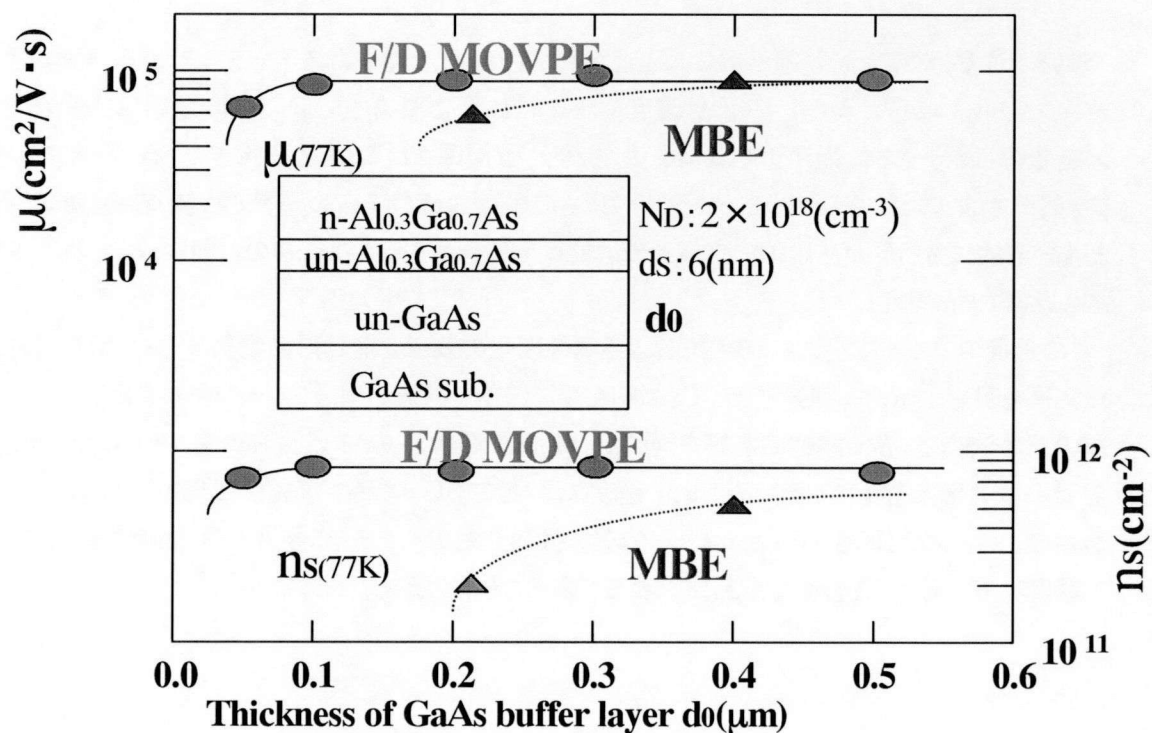 F/D MOVPE
10⁵
μ(cm²/V・s)
MBE
μ(77K)
n-Al0.3Ga0.7As
ND : 2 × 10¹⁸(cm⁻³)
un-Al0.3Ga0.7As
ds : 6(nm)
10⁴
un-GaAs
d0
GaAs sub.
F/D MOVPE
10¹²
ns(cm⁻²)
ns(77K)
MBE
10¹¹
0.0 0.1 0.2 0.3 0.4 0.5 0.6
Thickness of GaAs buffer layer d0(μm)